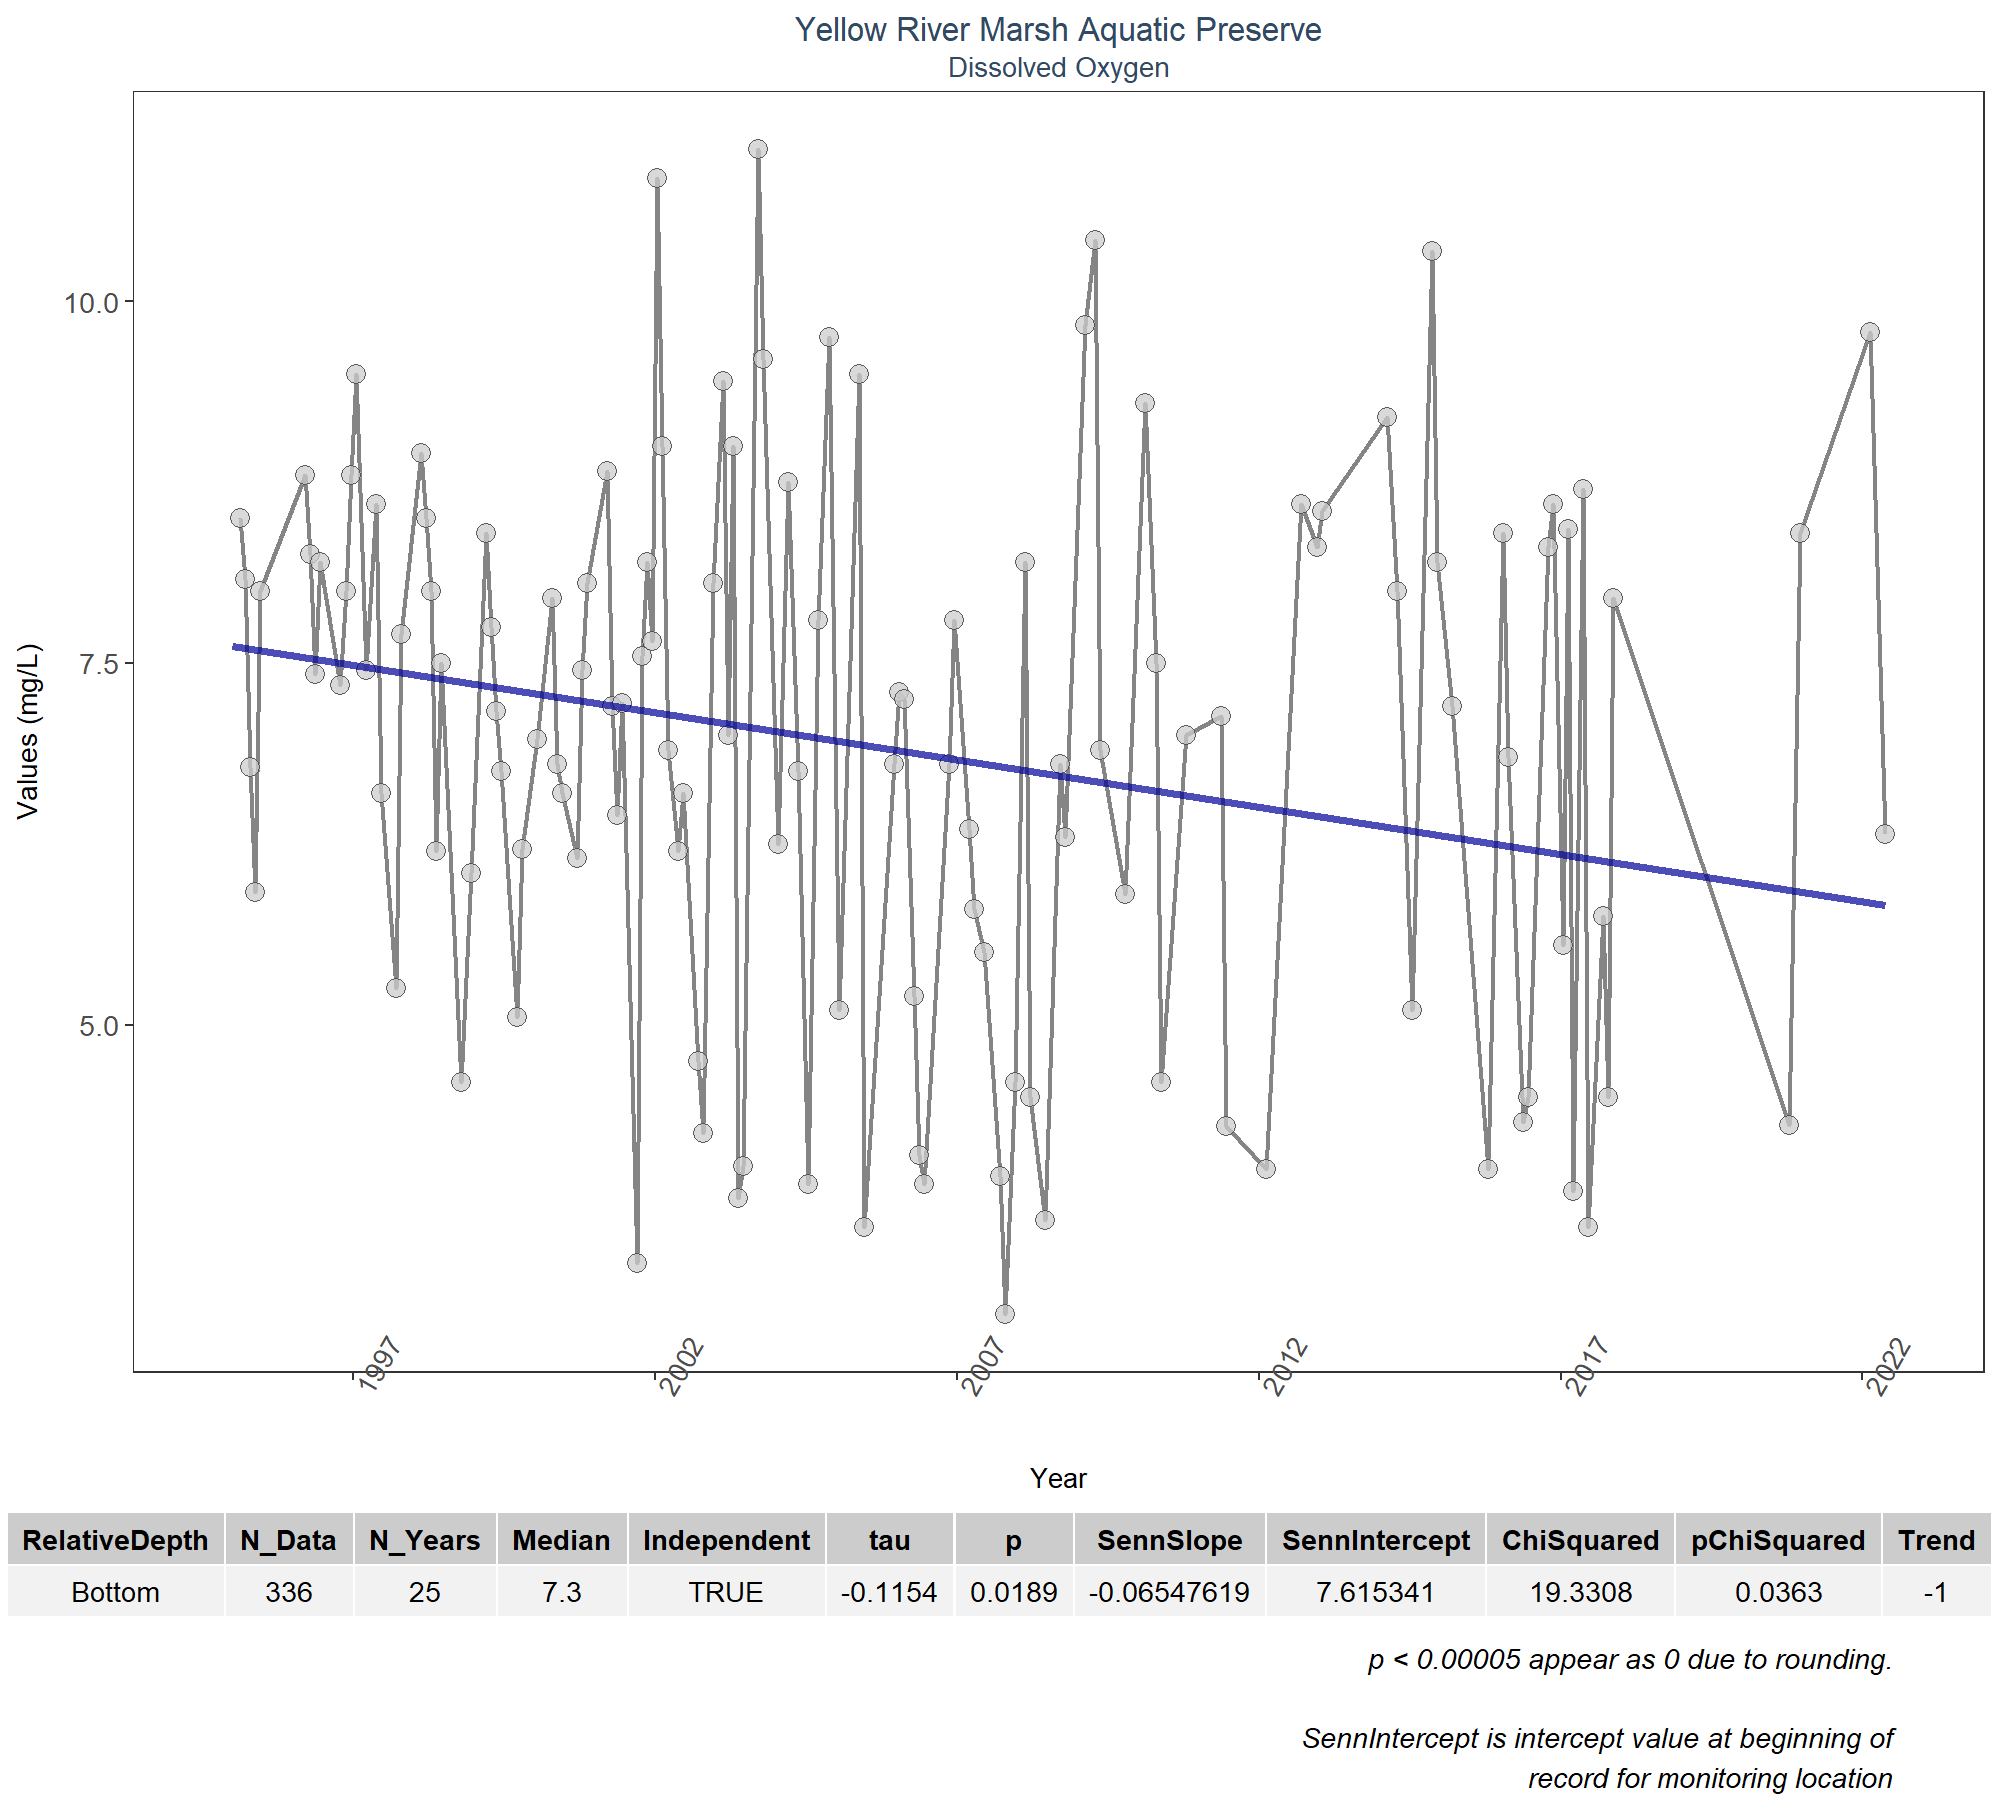 Yellow River Marsh Aquatic Preserve
Dissolved Oxygen
Values (mg/L)
10.0
7.5
5.0
1997 2002 2007 2012 2017 2022
Year
RelativeDepth N_Data N_Years Median Independent tau p SennSlope SennIntercept ChiSquared pChiSquared Trend
Bottom 336 25 7.3 TRUE -0.1154 0.0189 -0.06547619 7.615341 19.3308 0.0363 -1
p < 0.00005 appear as 0 due to rounding.
SennIntercept is intercept value at beginning of
record for monitoring location